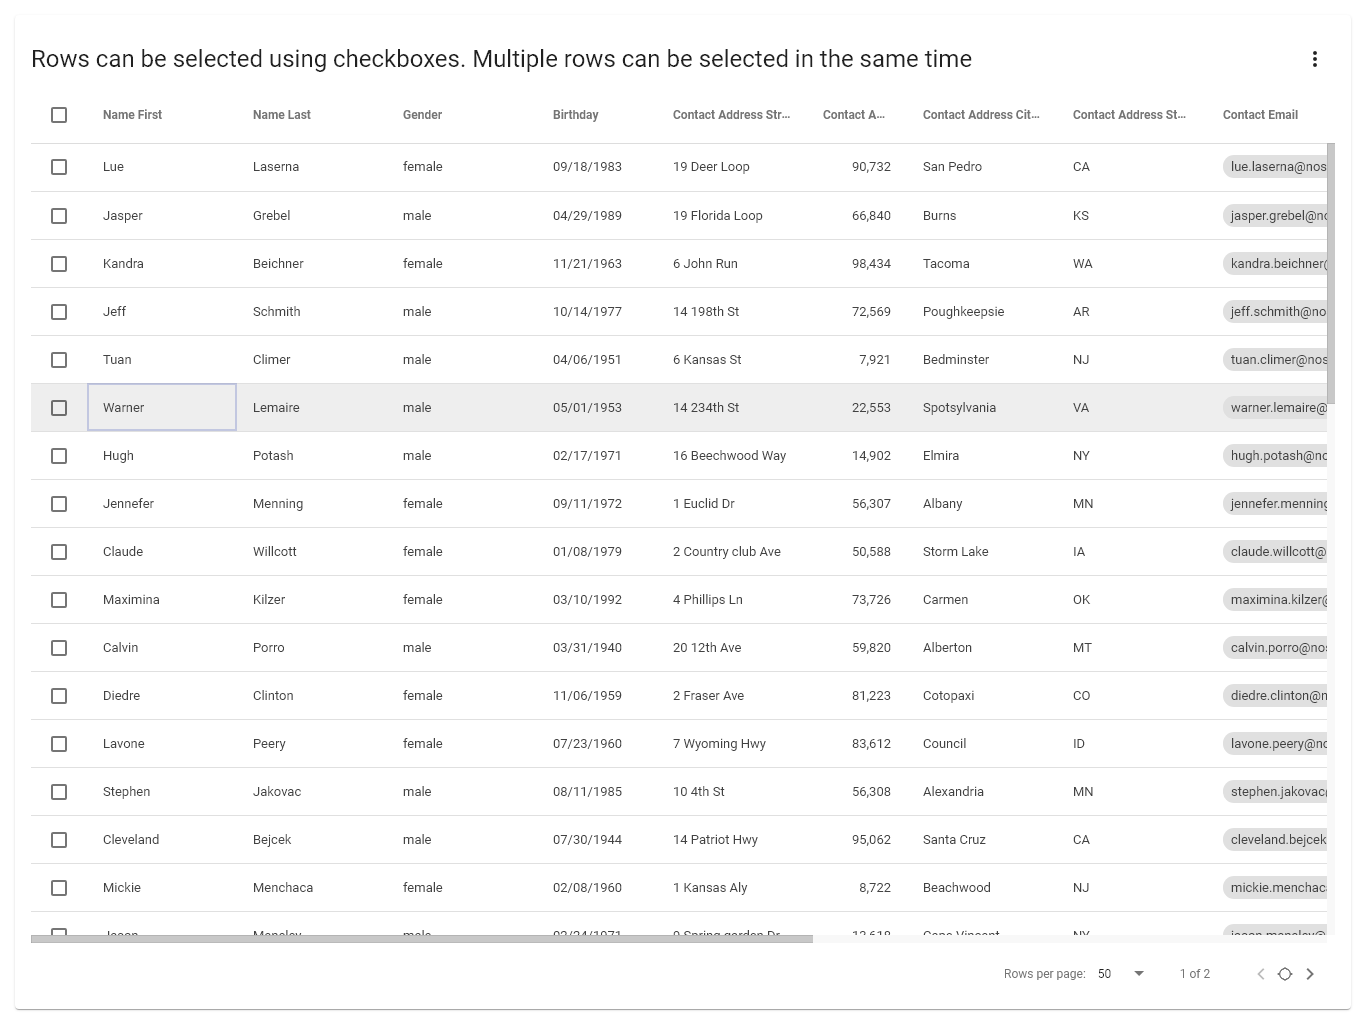 Rows can be selected using checkboxes. Multiple rows can be selected in the same time
Name First Name Last Gender Birthday Contact Address Str... Contact A... Contact Address Cit... Contact Address St... Contact Email
Lue Laserna female 09/18/1983 19 Deer Loop 90,732 San Pedro CA lue.laserna@nos
Jasper Grebel male 04/29/1989 19 Florida Loop 66,840 Burns KS jasper.grebel@no
Kandra Beichner female 11/21/1963 6 John Run 98,434 Tacoma WA kandra.beichner@
Jeff Schmith male 10/14/1977 14 198th St 72,569 Poughkeepsie AR jeff.schmith@no
Tuan Climer male 04/06/1951 6 Kansas St 7,921 Bedminster NJ tuan.climer@nos
Warner Lemaire male 05/01/1953 14 234th St 22,553 Spotsylvania VA warner.lemaire@
Hugh Potash male 02/17/1971 16 Beechwood Way 14,902 Elmira NY hugh.potash@no
Jennefer Menning female 09/11/1972 1 Euclid Dr 56,307 Albany MN jennefer.menning
Claude Willcott female 01/08/1979 2 Country club Ave 50,588 Storm Lake IA claude.willcott@
Maximina Kilzer female 03/10/1992 4 Phillips Ln 73,726 Carmen OK maximina.kilzer@
Calvin Porro male 03/31/1940 20 12th Ave 59,820 Alberton MT calvin.porro@nos
Diedre Clinton female 11/06/1959 2 Fraser Ave 81,223 Cotopaxi CO diedre.clinton@n
Lavone Peery female 07/23/1960 7 Wyoming Hwy 83,612 Council ID lavone.peery@no
Stephen Jakovac male 08/11/1985 10 4th St 56,308 Alexandria MN stephen.jakovac@
Cleveland Bejcek male 07/30/1944 14 Patriot Hwy 95,062 Santa Cruz CA cleveland.bejcek
Mickie Menchaca female 02/08/1960 1 Kansas Aly 8,722 Beachwood NJ mickie.menchac
Rows per page: 50 1 of 2